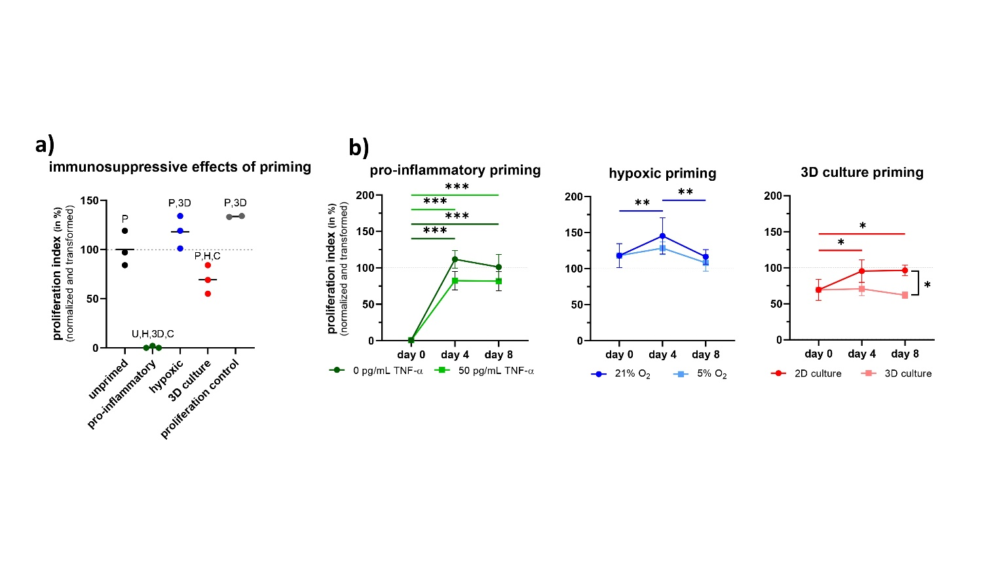 a)
immunosuppressive effects of priming
proliferation index (in %)
(normalized and transformed)
150
100
50
0
P
U,H,3D,C
P,3D
P,H,C
P,3D
unprimed
pro-inflammatory
hypoxic
3D culture
proliferation control
b)
pro-inflammatory priming
proliferation index (in %)
(normalized and transformed)
200
150
100
50
0
***
***
***
***
day 0 day 4 day 8
0 pg/mL TNF-α 50 pg/mL TNF-α
hypoxic priming
200
150
100
50
0
**
**
day 0 day 4 day 8
21% O₂ 5% O₂
3D culture priming
200
150
100
50
0
*
*
*
day 0 day 4 day 8
2D culture 3D culture